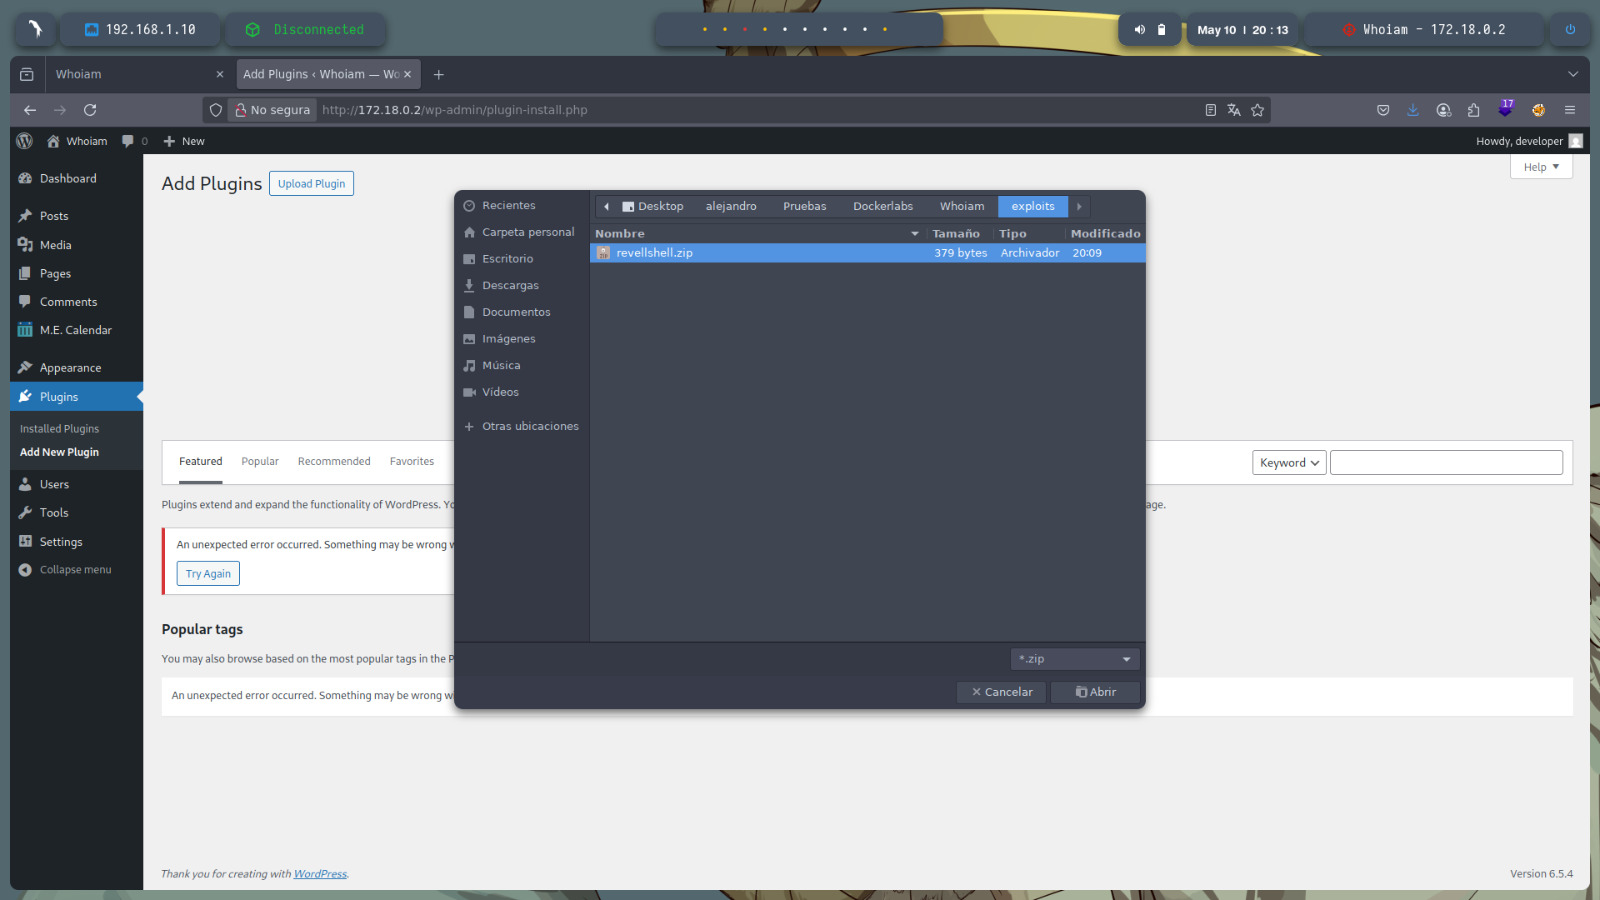 192.168.1.10
Disconnected
May 10 | 20 : 13
Whoiam - 172.18.0.2
Whoiam
Add Plugins ‹ Whoiam — Wo
No segura
http://172.18.0.2/wp-admin/plugin-install.php
17
Whoiam
0
New
Howdy, developer
Dashboard
Posts
Media
Pages
Comments
M.E. Calendar
Appearance
Plugins
Installed Plugins
Add New Plugin
Users
Tools
Settings
Collapse menu
Add Plugins
Upload Plugin
Help
Recientes
Carpeta personal
Escritorio
Descargas
Documentos
Imágenes
Música
Vídeos
Otras ubicaciones
Desktop
alejandro
Pruebas
Dockerlabs
Whoiam
exploits
Nombre
Tamaño
Tipo
Modificado
revellshell.zip
379 bytes
Archivador
20:09
*.zip
Cancelar
Abrir
Featured
Popular
Recommended
Favorites
Keyword
Plugins extend and expand the functionality of WordPress. Yo
age.
An unexpected error occurred. Something may be wrong w
Try Again
Popular tags
You may also browse based on the most popular tags in the P
An unexpected error occurred. Something may be wrong w
Thank you for creating with WordPress.
Version 6.5.4